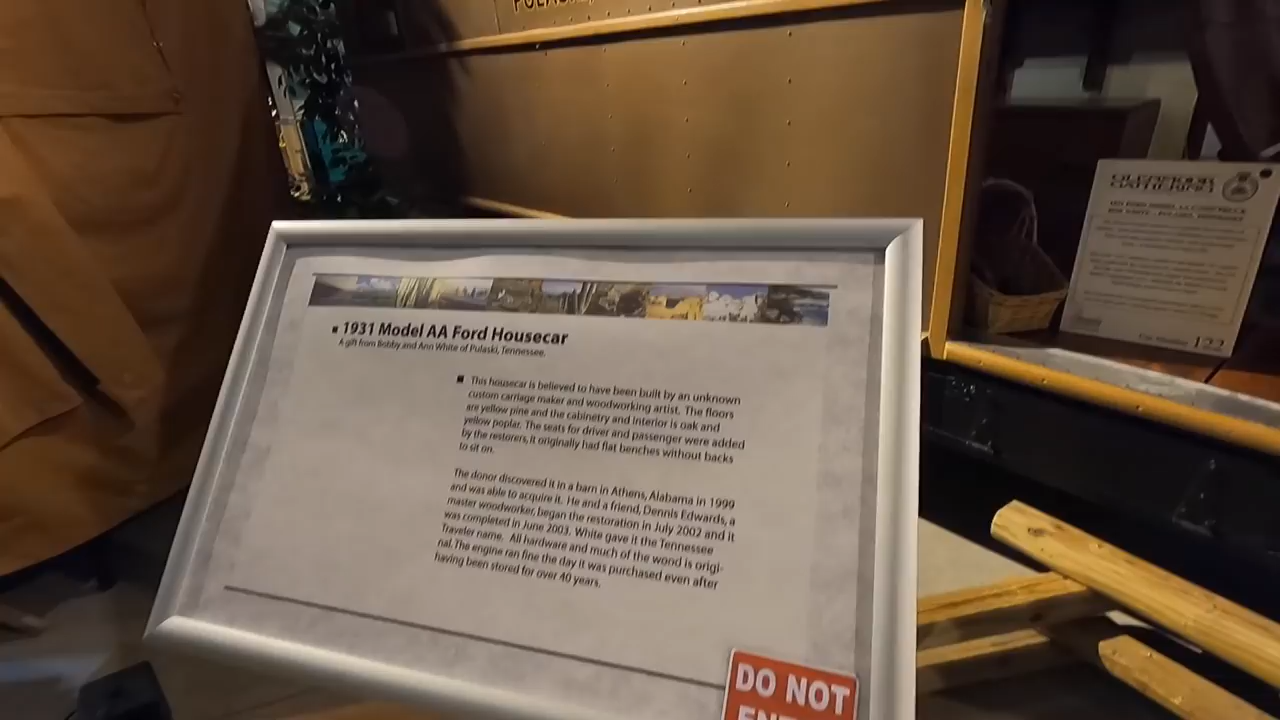 1931 Model AA Ford Housecar
A gift from Bobby and Ann White of Pulaski, Tennessee.
This housecar is believed to have been built by an unknown
custom carriage maker and woodworking artist. The floors
are yellow pine and the cabinetry and interior is oak and
yellow poplar. The seats for driver and passenger were added
by the restorers, it originally had flat benches without backs
to sit on.
The donor discovered it in a barn in Athens, Alabama in 1999
and was able to acquire it. He and a friend, Dennis Edwards, a
master woodworker, began the restoration in July 2002 and it
was completed in June 2003. White gave it the Tennessee
Traveler name. All hardware and much of the wood is origi-
nal. The engine ran fine the day it was purchased even after
having been stored for over 40 years.
DO NOT
GLENMOOR
GATHERING
122